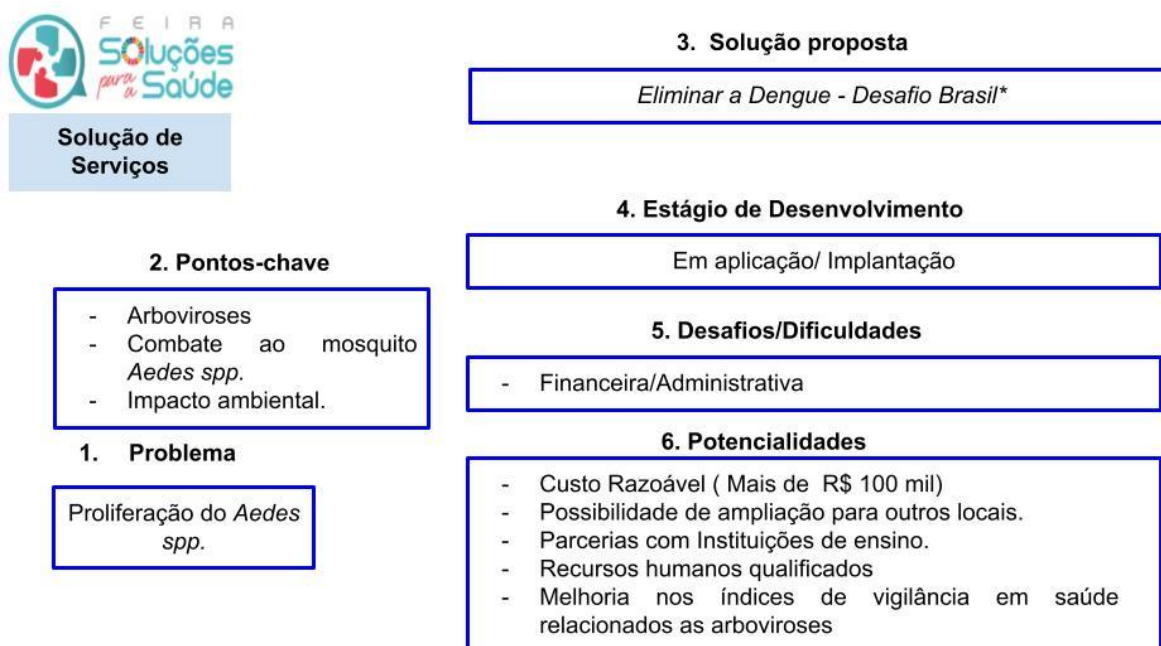 FEIRA
Soluções
para a
Saúde
Solução de
Serviços
2. Pontos-chave
- Arboviroses
- Combate ao mosquito
Aedes spp.
- Impacto ambiental.
1. Problema
Proliferação do Aedes
spp.
3. Solução proposta
Eliminar a Dengue - Desafio Brasil*
4. Estágio de Desenvolvimento
Em aplicação/ Implantação
5. Desafios/Dificuldades
- Financeira/Administrativa
6. Potencialidades
- Custo Razoável ( Mais de R$ 100 mil)
- Possibilidade de ampliação para outros locais.
- Parcerias com Instituições de ensino.
- Recursos humanos qualificados
- Melhoria nos índices de vigilância em saúde
relacionados as arboviroses